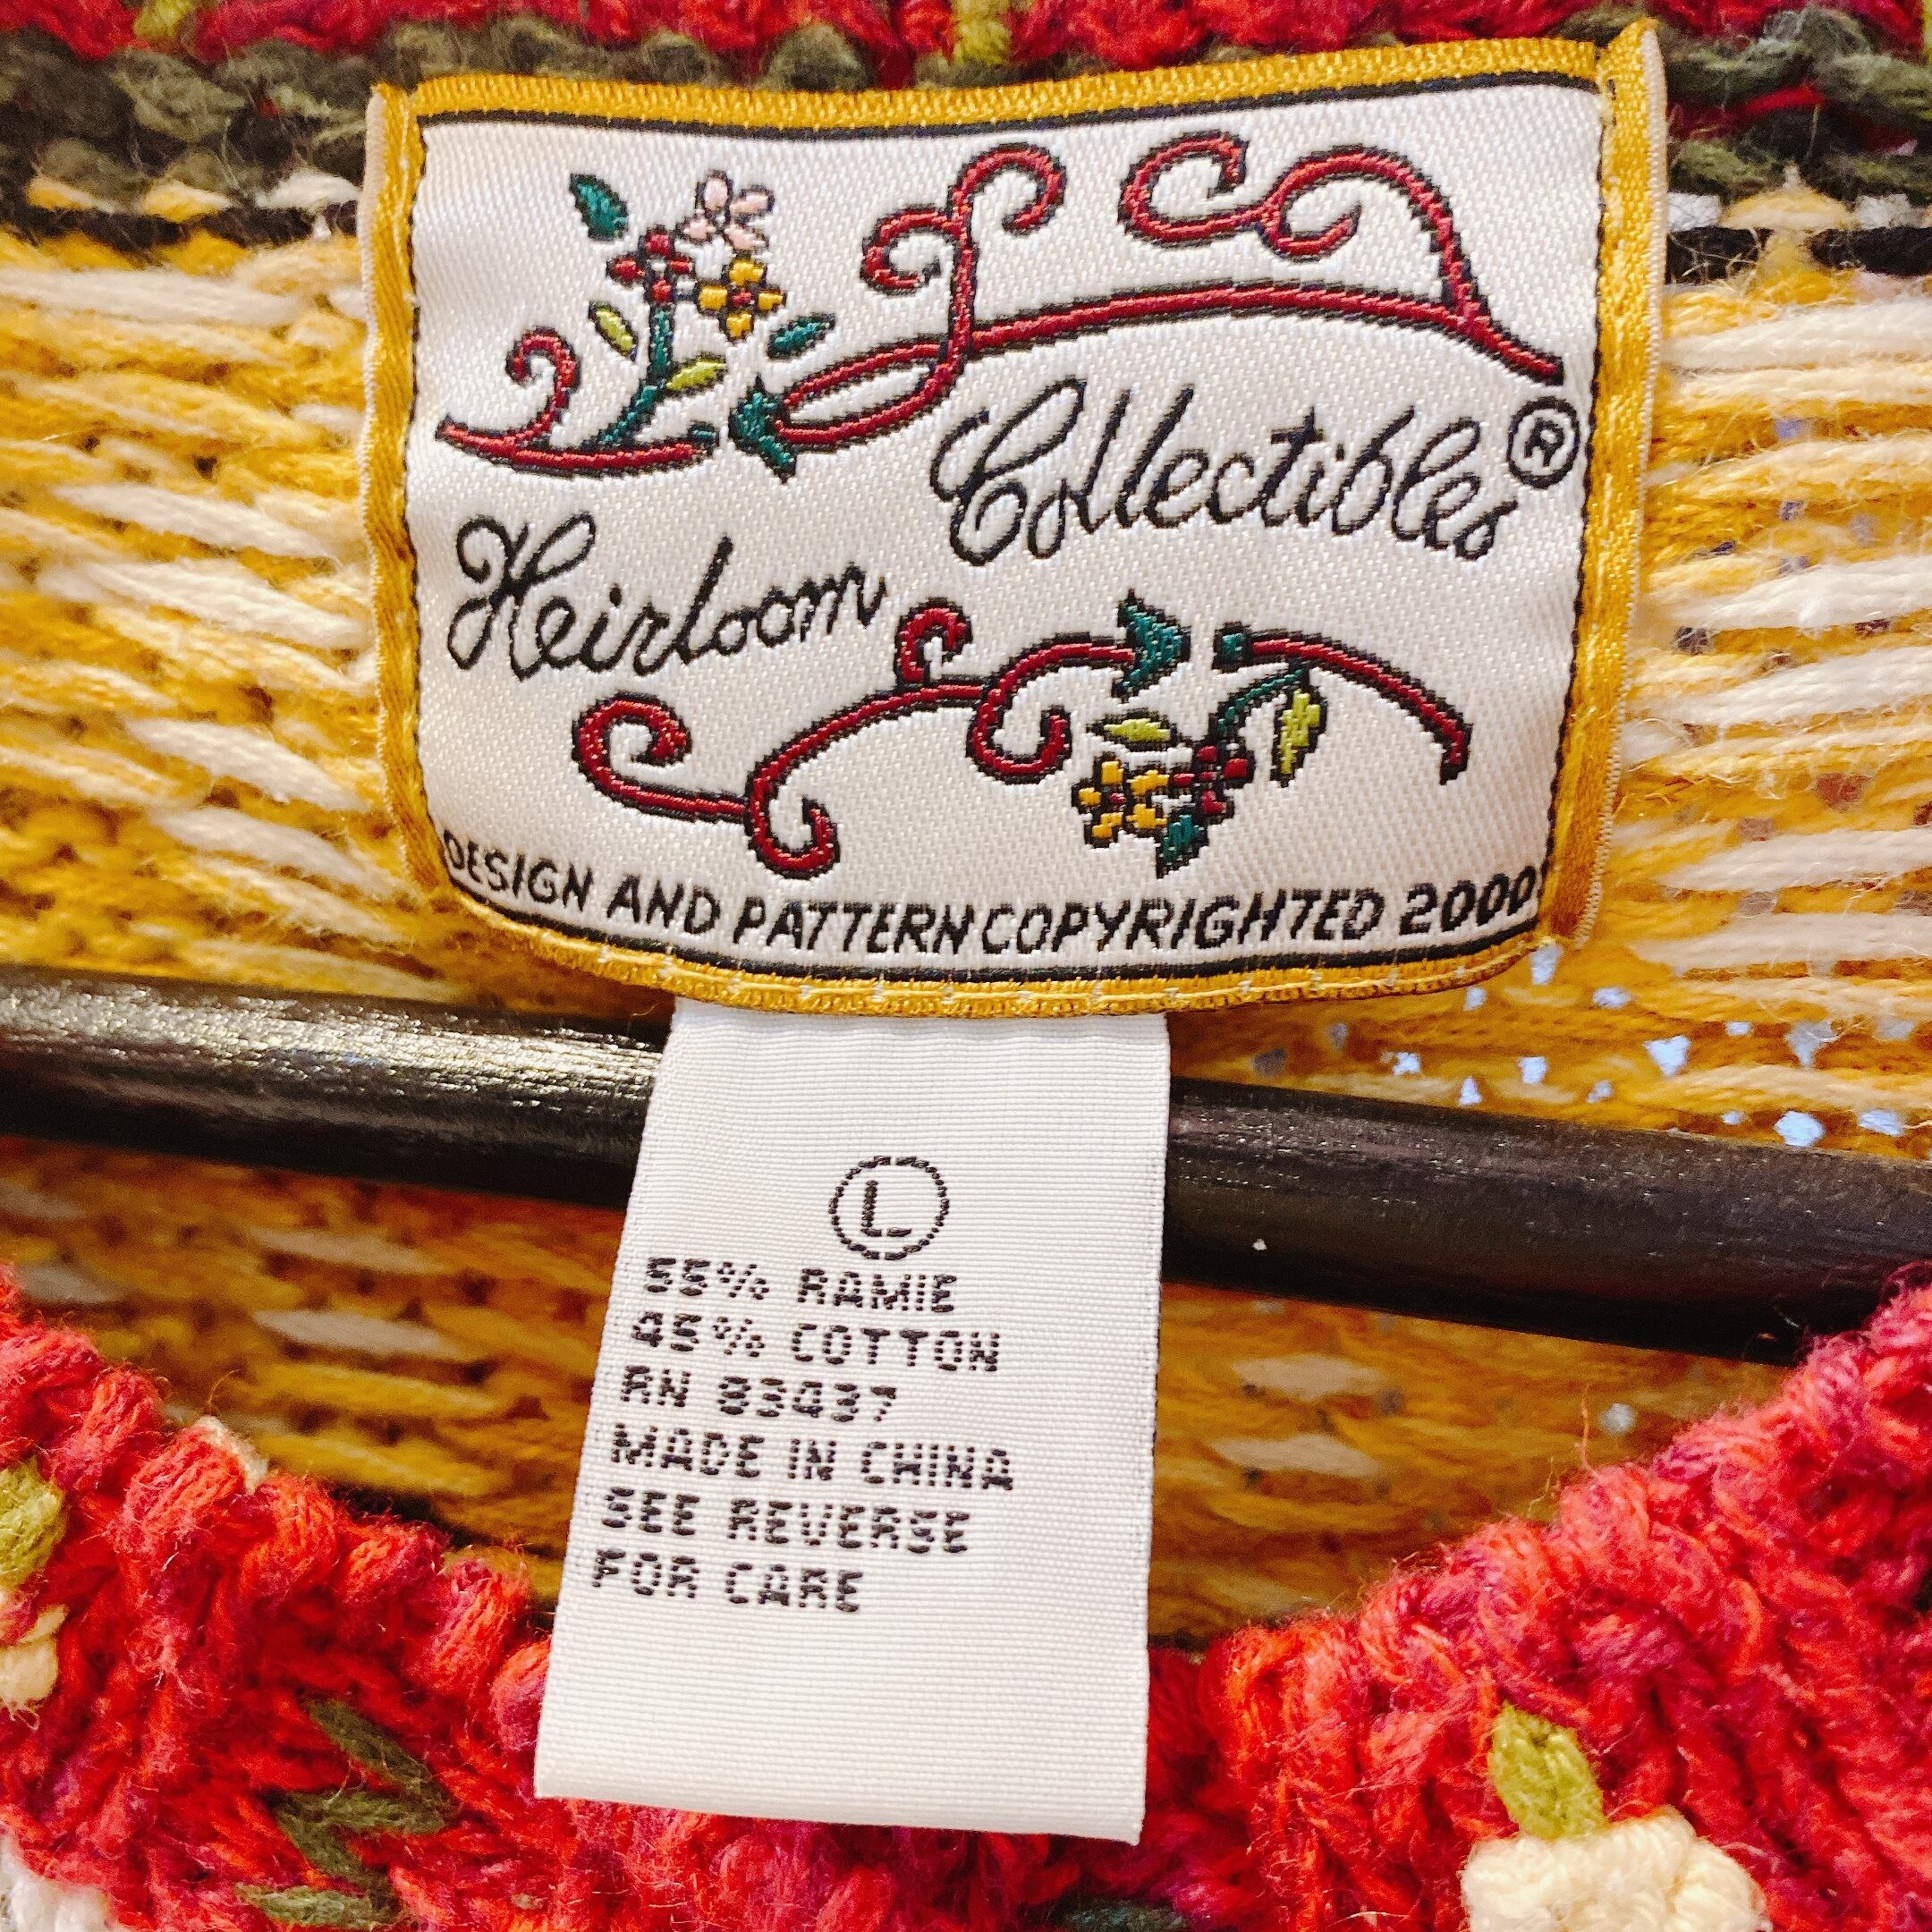 Heirloom Collectibles®
DESIGN AND PATTERN COPYRIGHTED 2000
L
55% RAMIE
45% COTTON
RN 83437
MADE IN CHINA
SEE REVERSE
FOR CARE